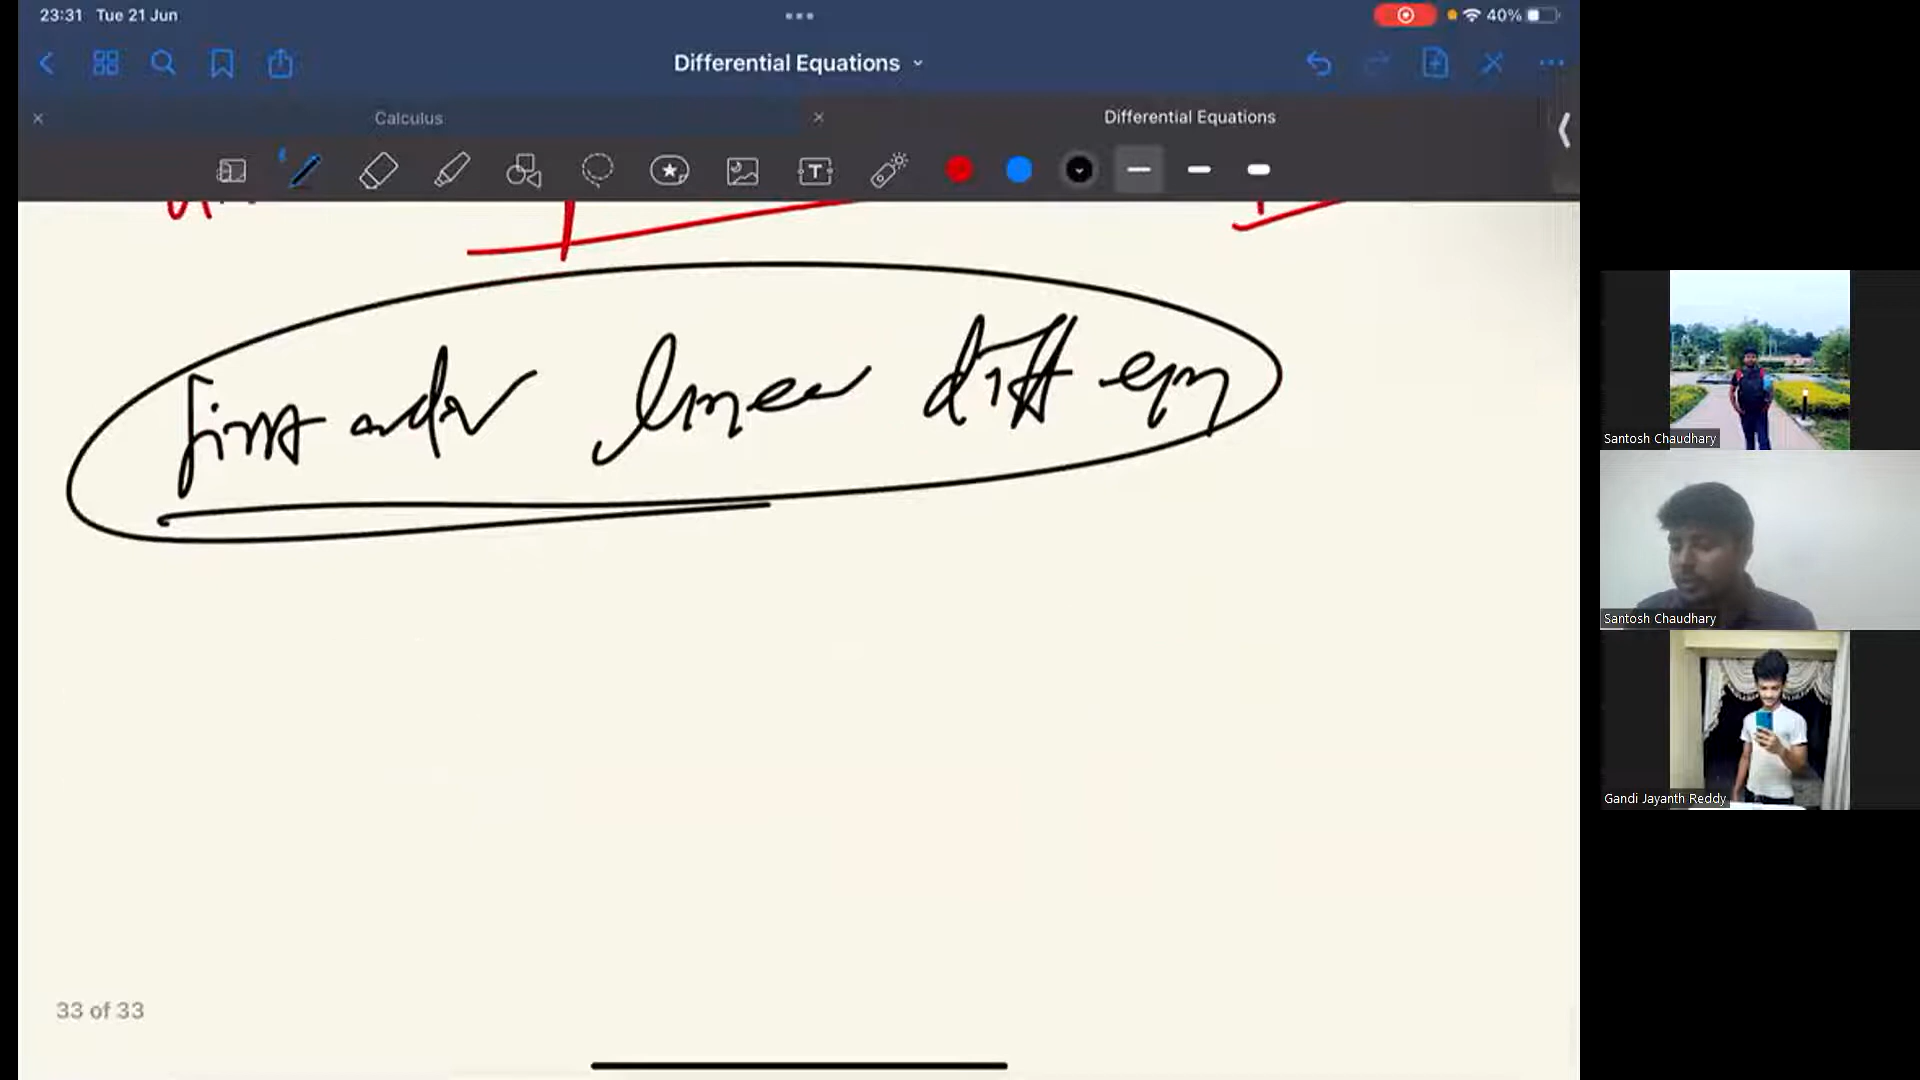 23:31 Tue 21 Jun
40%
Differential Equations
Calculus
Differential Equations
T
first order linear diff eqn
33 of 33
Santosh Chaudhary
Santosh Chaudhary
Gandi Jayanth Reddy